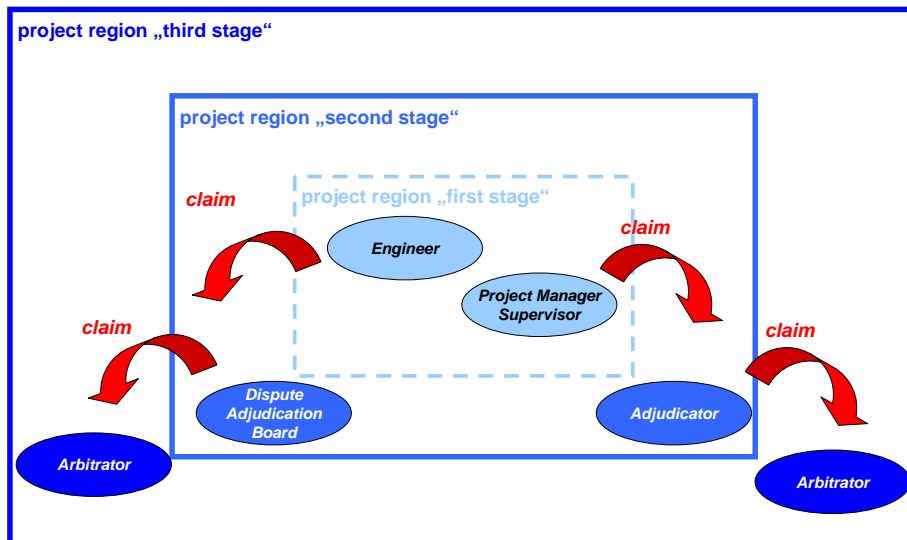 project region „third stage“
project region „second stage“
project region „first stage“
claim
claim
Engineer
Project Manager
Supervisor
claim
claim
Dispute
Adjudication
Board
Adjudicator
Arbitrator
Arbitrator